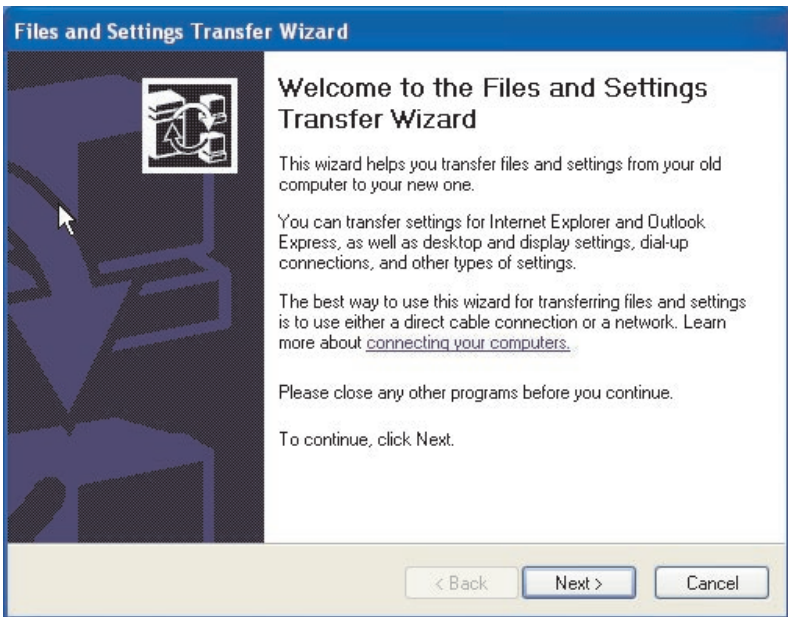 Files and Settings Transfer Wizard
Welcome to the Files and Settings
Transfer Wizard
This wizard helps you transfer files and settings from your old
computer to your new one.
You can transfer settings for Internet Explorer and Outlook
Express, as well as desktop and display settings, dial-up
connections, and other types of settings.
The best way to use this wizard for transferring files and settings
is to use either a direct cable connection or a network. Learn
more about connecting your computers.
Please close any other programs before you continue.
To continue, click Next.
< Back Next > Cancel